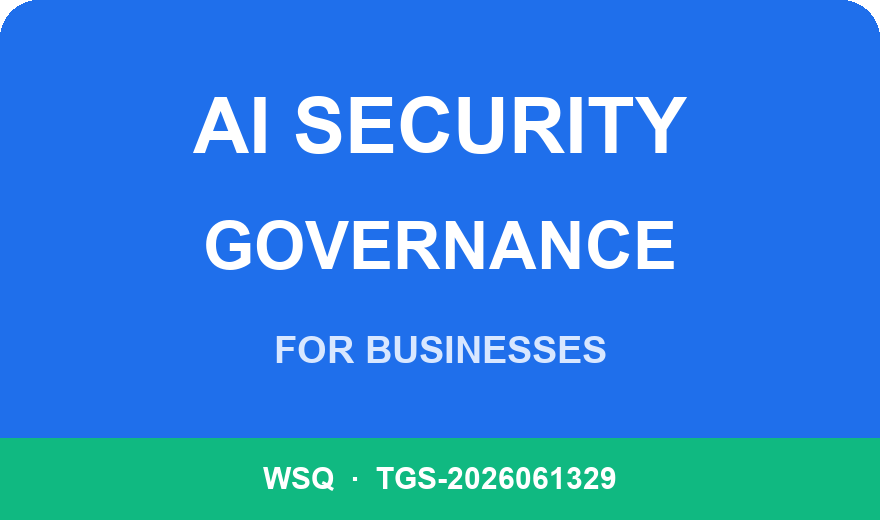 AI SECURITY
GOVERNANCE
FOR BUSINESSES
WSQ · TGS-2026061329